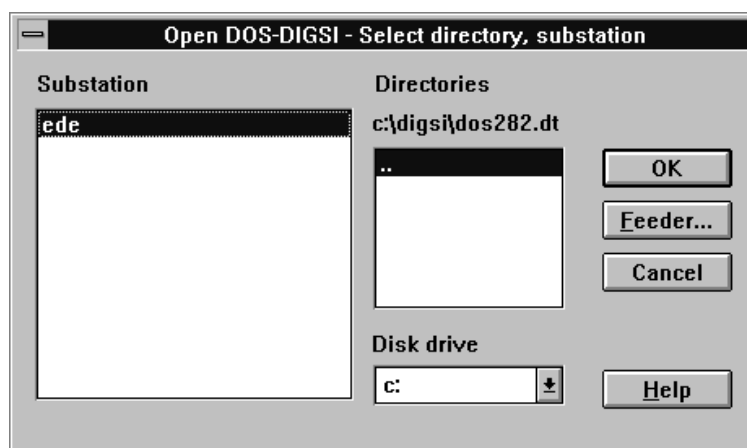 Open DOS-DIGSI - Select directory, substation
Substation
ede
Directories
c:\digsi\dos282.dt
..
OK
Feeder...
Cancel
Disk drive
c:
Help